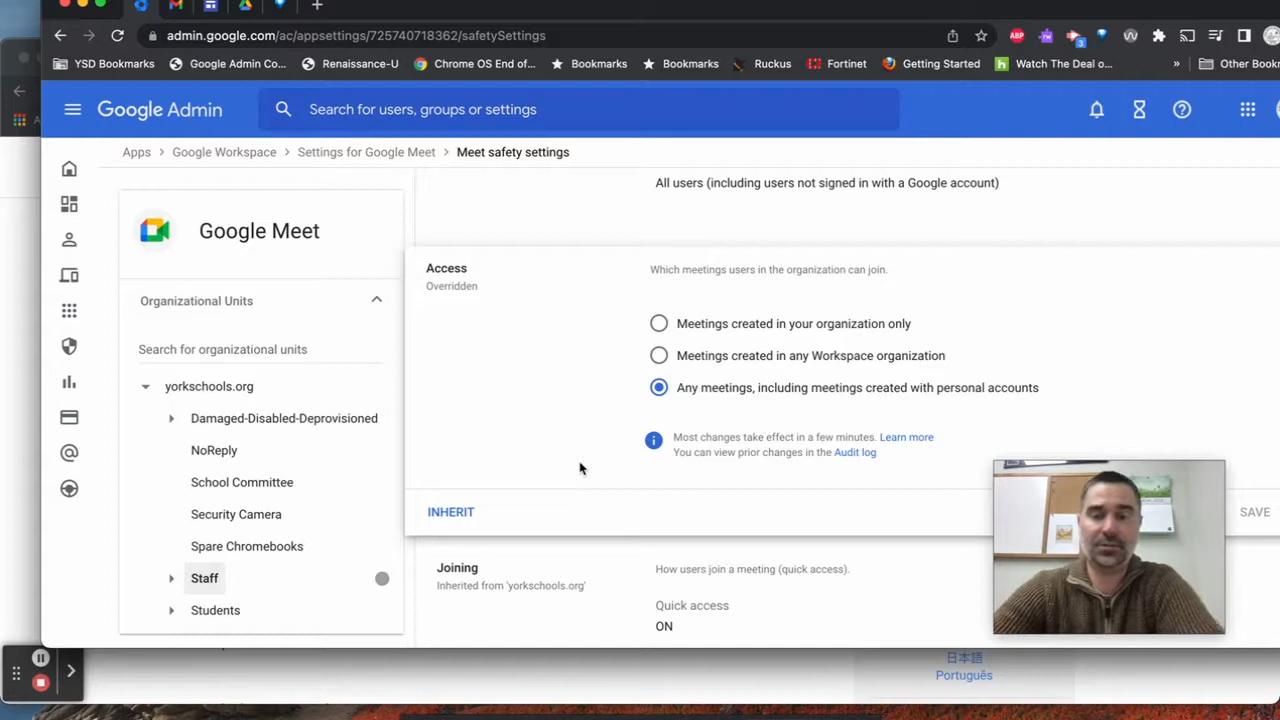 admin.google.com/ac/appsettings/725740718362/safetySettings
ABP
3
YSD Bookmarks
Google Admin Co...
Renaissance-U
Chrome OS End of...
Bookmarks
Bookmarks
Ruckus
Fortinet
Getting Started
Watch The Deal o...
»
Google Admin
Search for users, groups or settings
Apps > Google Workspace > Settings for Google Meet > Meet safety settings
All users (including users not signed in with a Google account)
Google Meet
Organizational Units
Search for organizational units
yorkschools.org
Damaged-Disabled-Deprovisioned
NoReply
School Committee
Security Camera
Spare Chromebooks
Staff
Students
Access
Overridden
Which meetings users in the organization can join.
Meetings created in your organization only
Meetings created in any Workspace organization
Any meetings, including meetings created with personal accounts
Most changes take effect in a few minutes. Learn more
You can view prior changes in the Audit log
INHERIT
SAVE
Joining
Inherited from 'yorkschools.org'
How users join a meeting (quick access).
Quick access
ON
日本語
Português